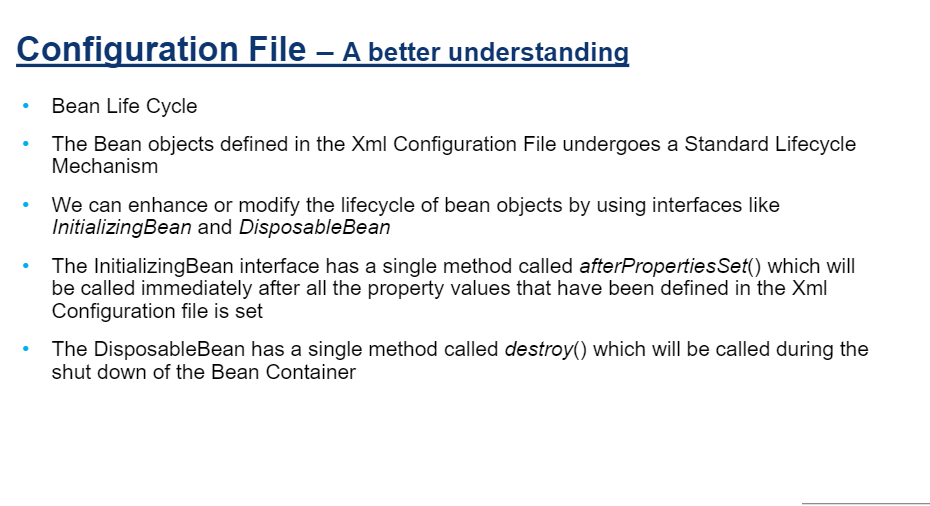 Configuration File – A better understanding
• Bean Life Cycle
• The Bean objects defined in the Xml Configuration File undergoes a Standard Lifecycle
Mechanism
• We can enhance or modify the lifecycle of bean objects by using interfaces like
InitializingBean and DisposableBean
• The InitializingBean interface has a single method called afterPropertiesSet() which will
be called immediately after all the property values that have been defined in the Xml
Configuration file is set
• The DisposableBean has a single method called destroy() which will be called during the
shut down of the Bean Container